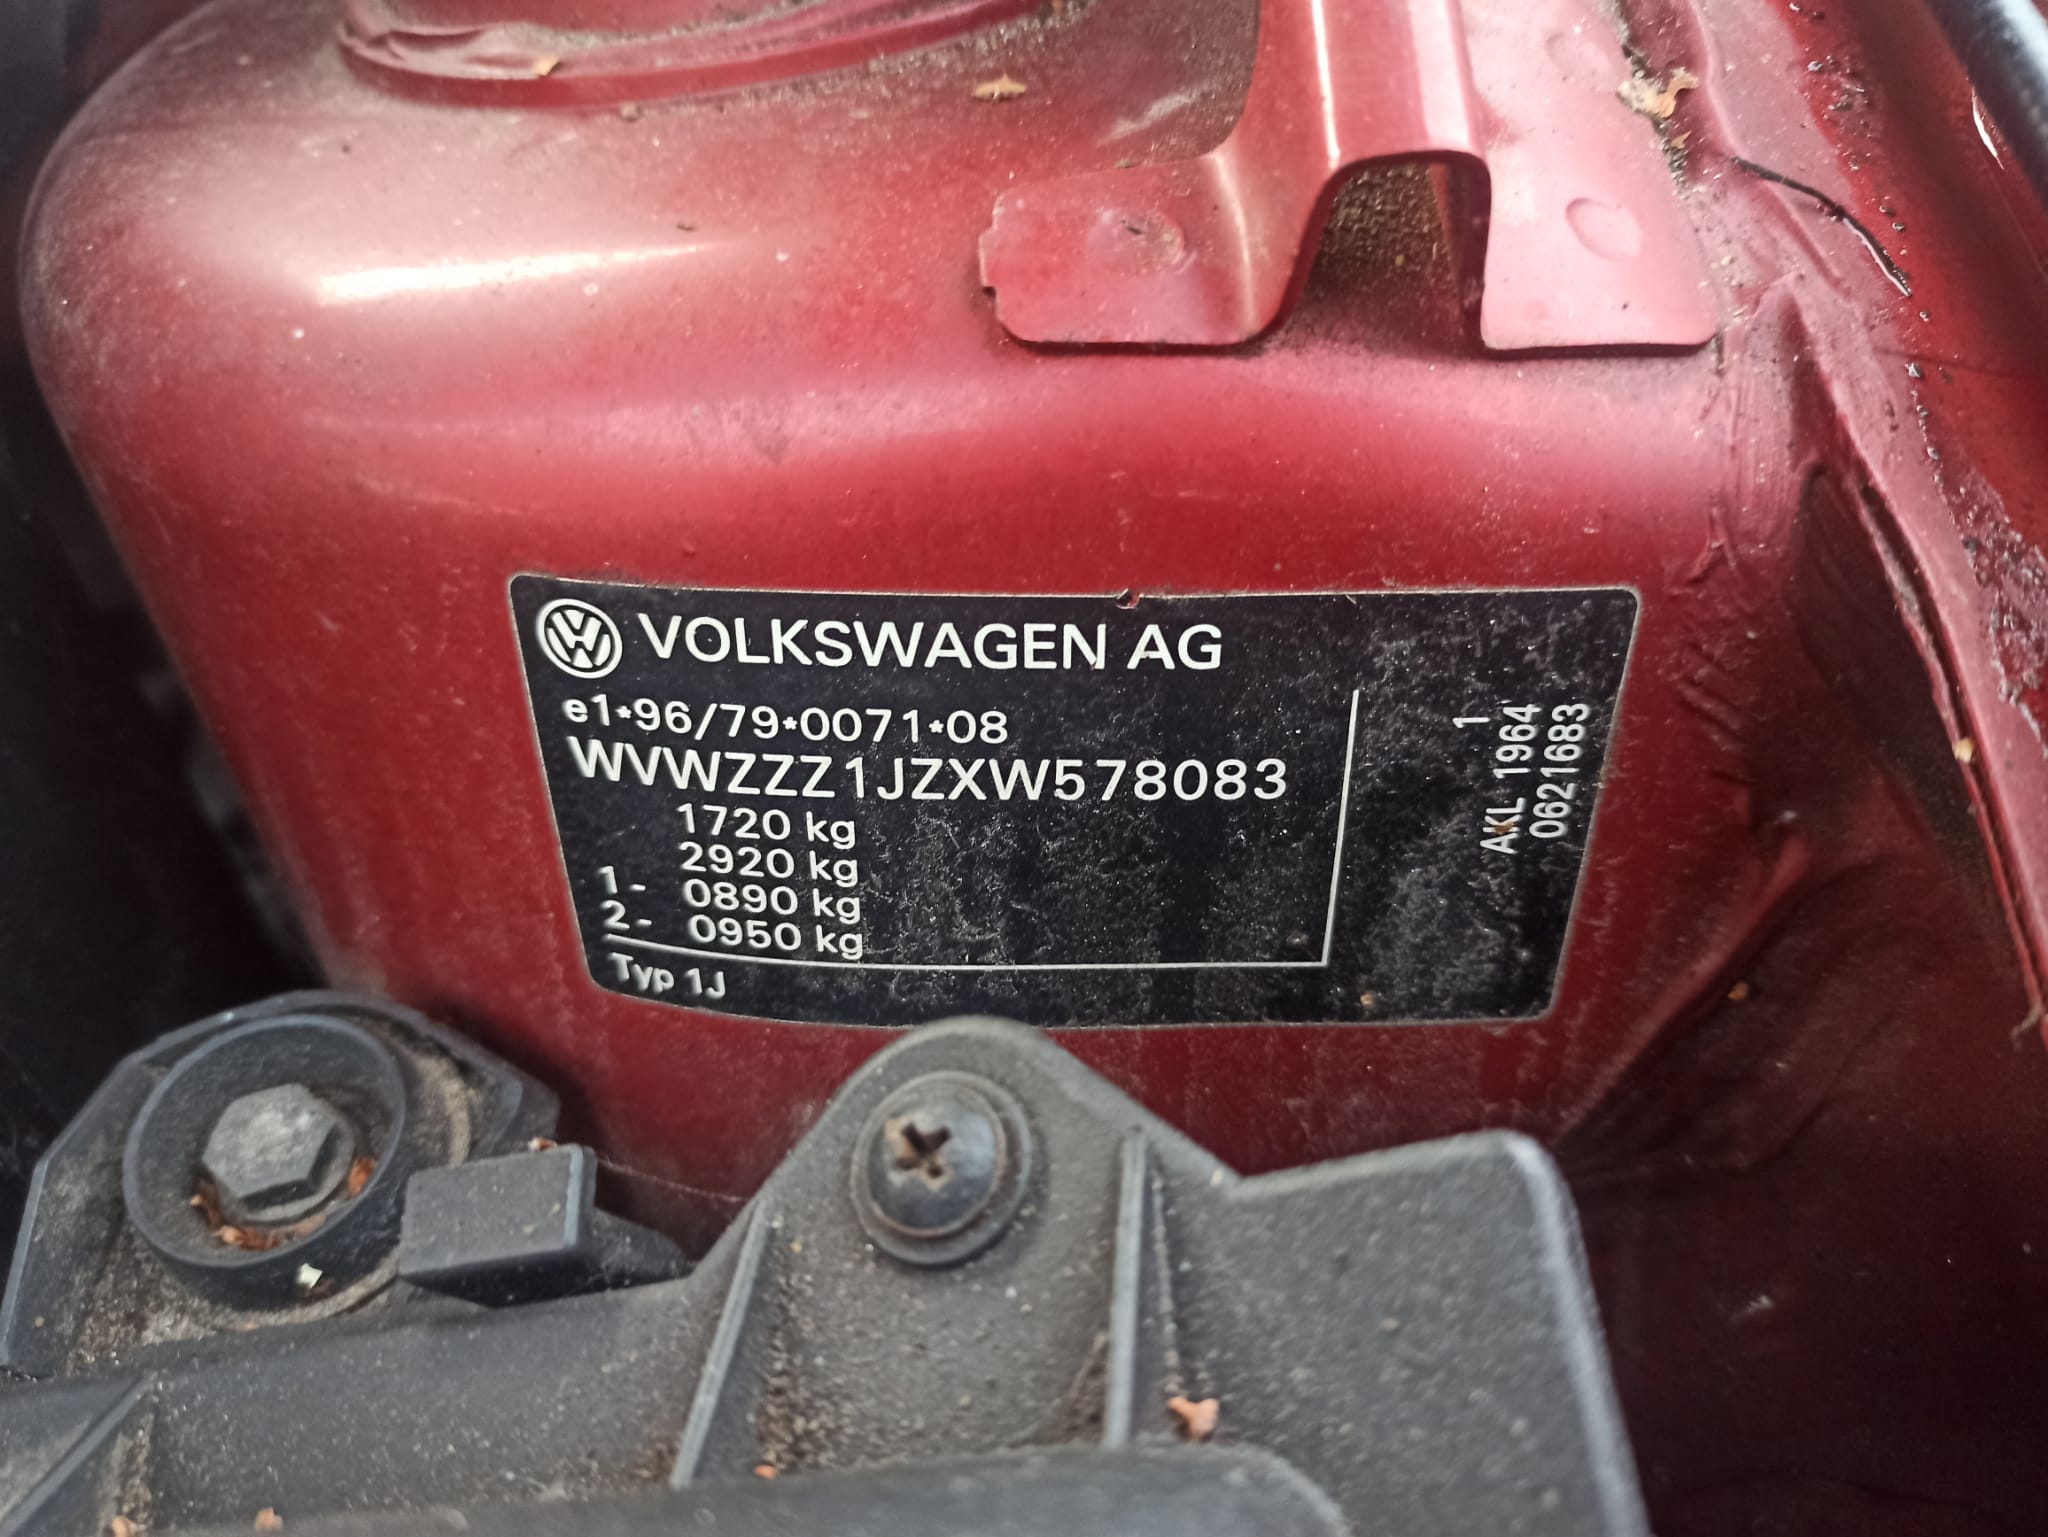 VOLKSWAGEN AG
e1*96/79*0071*08
WVWZZZ1JZXW578083
1720 kg
2920 kg
1- 0890 kg
2- 0950 kg
Typ 1J
1
AKL 1964
0621683